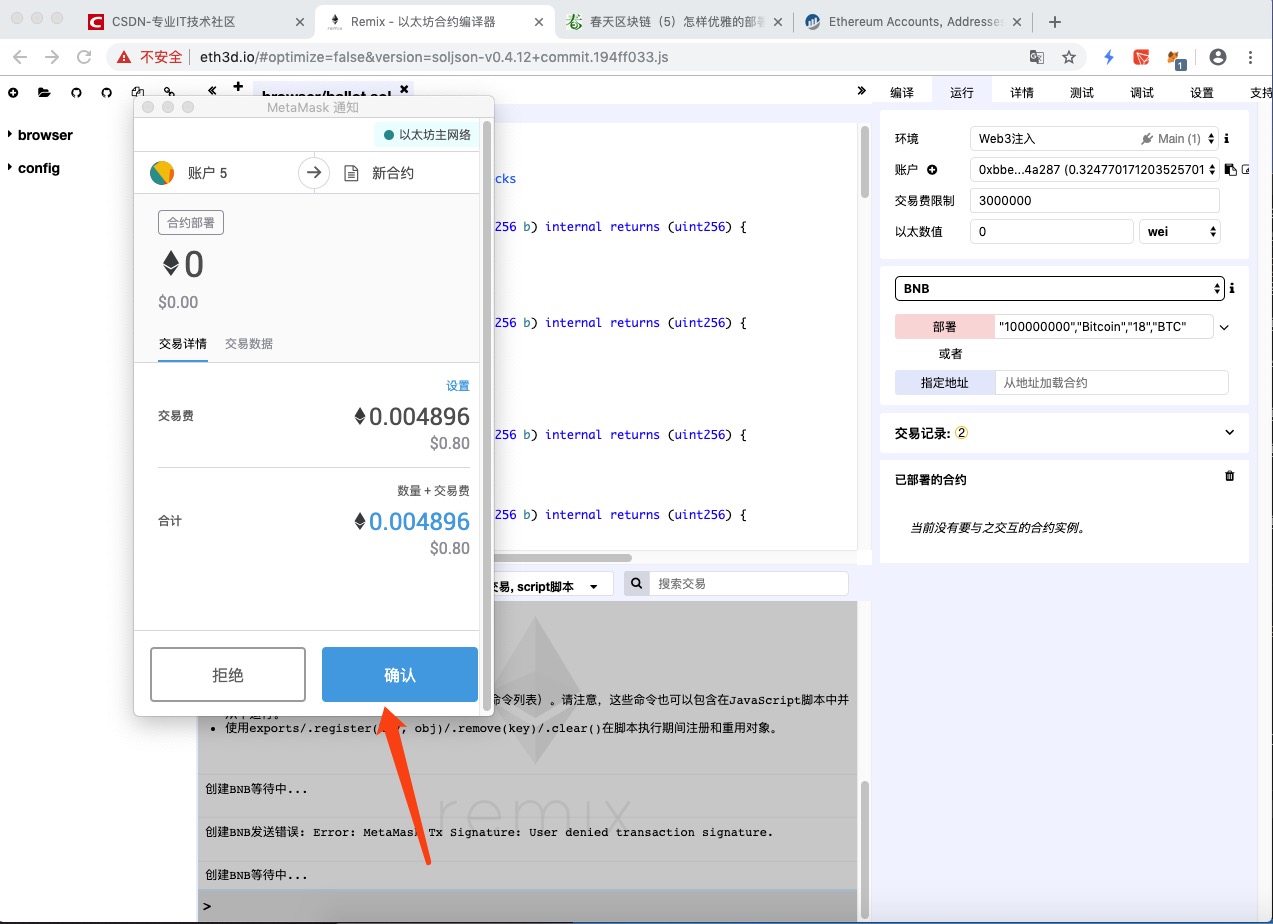 CSDN-专业IT技术社区
Remix - 以太坊合约编译器
春天区块链（5）怎样优雅的部署
Ethereum Accounts, Addresses
不安全
eth3d.io/#optimize=false&version=soljson-v0.4.12+commit.194ff033.js
1
browser/ballot.sol
编译
运行
详情
测试
调试
设置
支持
browser
config
MetaMask 通知
以太坊主网络
账户 5
新合约
合约部署
0
$0.00
交易详情
交易数据
设置
交易费
0.004896
$0.80
数量 + 交易费
合计
0.004896
$0.80
拒绝
确认
cks
256 b) internal returns (uint256) {
256 b) internal returns (uint256) {
256 b) internal returns (uint256) {
256 b) internal returns (uint256) {
交易, script脚本
搜索交易
命令列表）。请注意，这些命令也可以包含在JavaScript脚本中并
从中运行。
• 使用exports/.register(key, obj)/.remove(key)/.clear()在脚本执行期间注册和重用对象。
remix
创建BNB等待中...
创建BNB发送错误: Error: MetaMask Tx Signature: User denied transaction signature.
创建BNB等待中...
>
环境
Web3注入
Main (1)
账户
0xbbe...4a287 (0.324770171203525701
交易费限制
3000000
以太数值
0
wei
BNB
部署
"100000000","Bitcoin","18","BTC"
或者
指定地址
从地址加载合约
交易记录: 2
已部署的合约
当前没有要与之交互的合约实例。